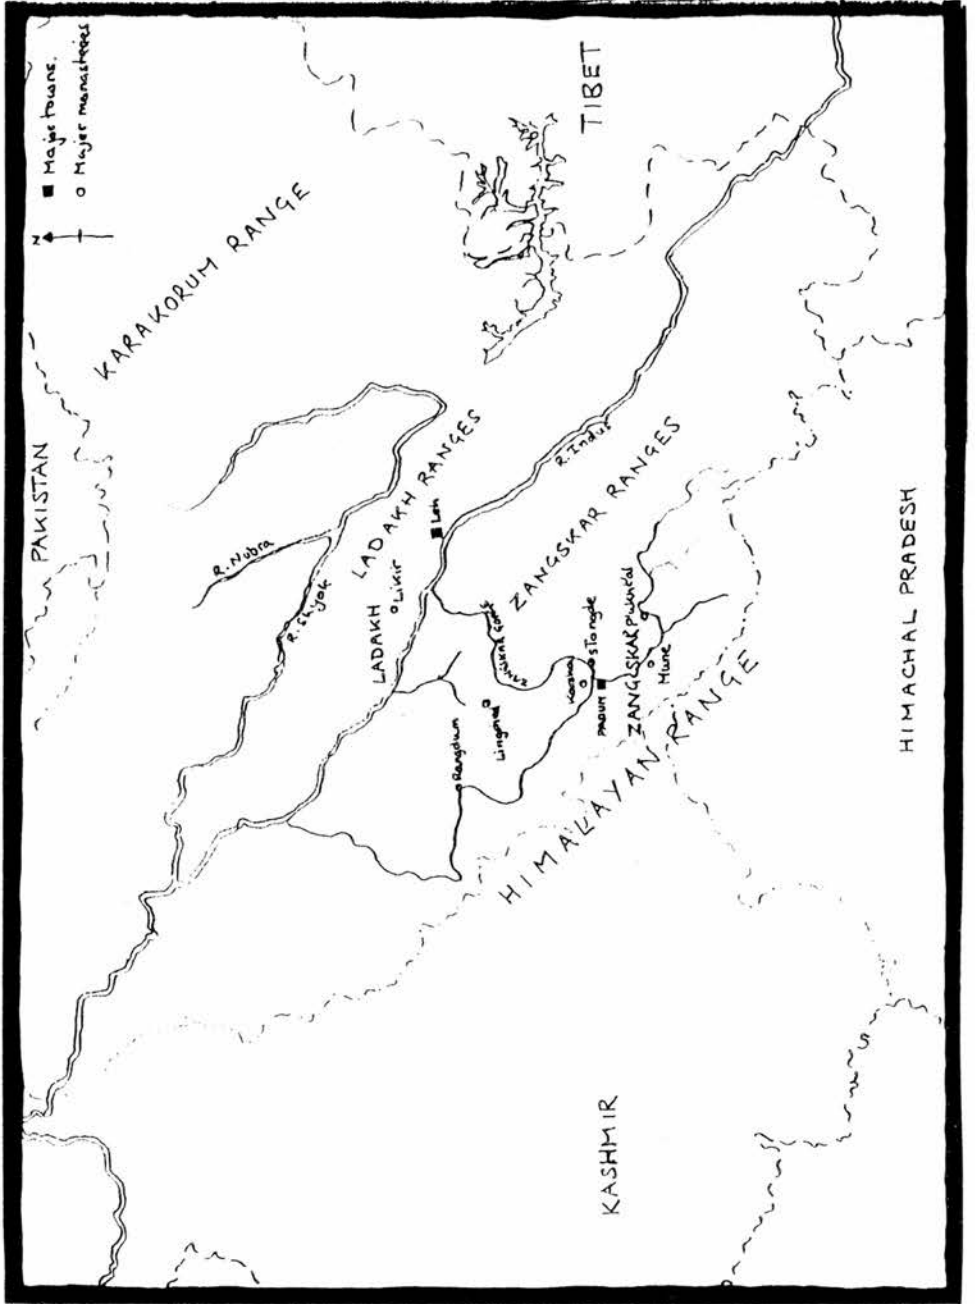 N
■ Major towns.
○ Major monasteries
PAKISTAN
KARAKORUM RANGE
TIBET
R. Nubra
R. Shyok
LADAKH RANGES
LADAKH
Likir
Leh
R. Indus
ZANGSKAR RANGES
Lingshed
Rangdum
Karsha
sTongde
PADUM
ZANGSKAR
Phuktal
Mune
HIMALAYAN RANGE
KASHMIR
HIMACHAL PRADESH